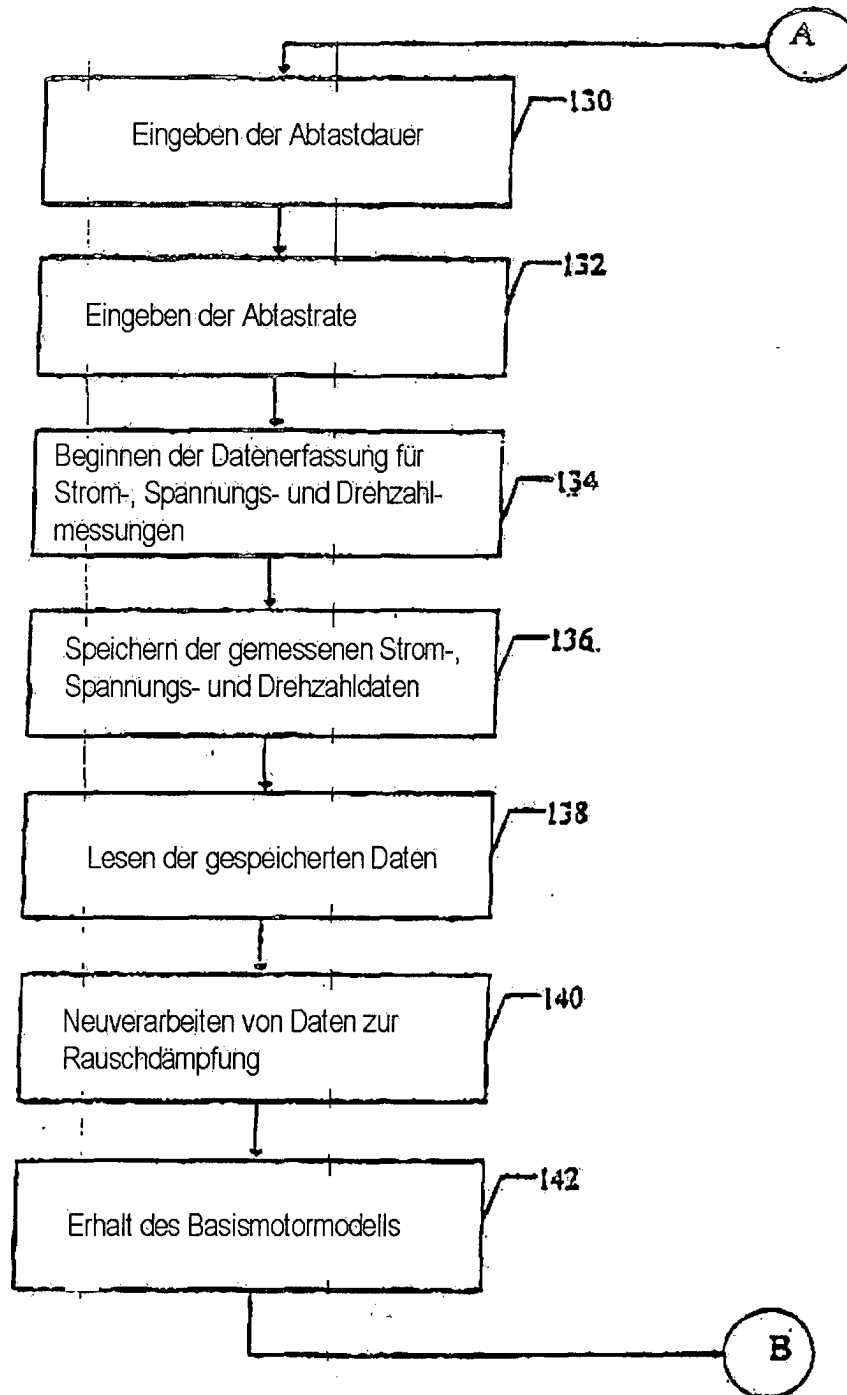 A
130
Eingeben der Abtastdauer
132
Eingeben der Abtastrate
Beginnen der Datenerfassung für
Strom-, Spannungs- und Drehzahl-
messungen
134
Speichern der gemessenen Strom-,
Spannungs- und Drehzahldaten
136.
138
Lesen der gespeicherten Daten
140
Neuverarbeiten von Daten zur
Rauschdämpfung
142
Erhalt des Basismotormodells
B